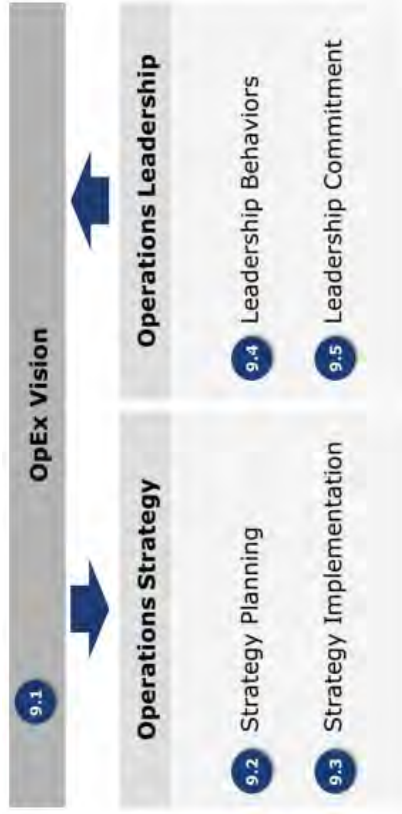 9.1 OpEx Vision
Operations Strategy
9.2 Strategy Planning
9.3 Strategy Implementation
Operations Leadership
9.4 Leadership Behaviors
9.5 Leadership Commitment